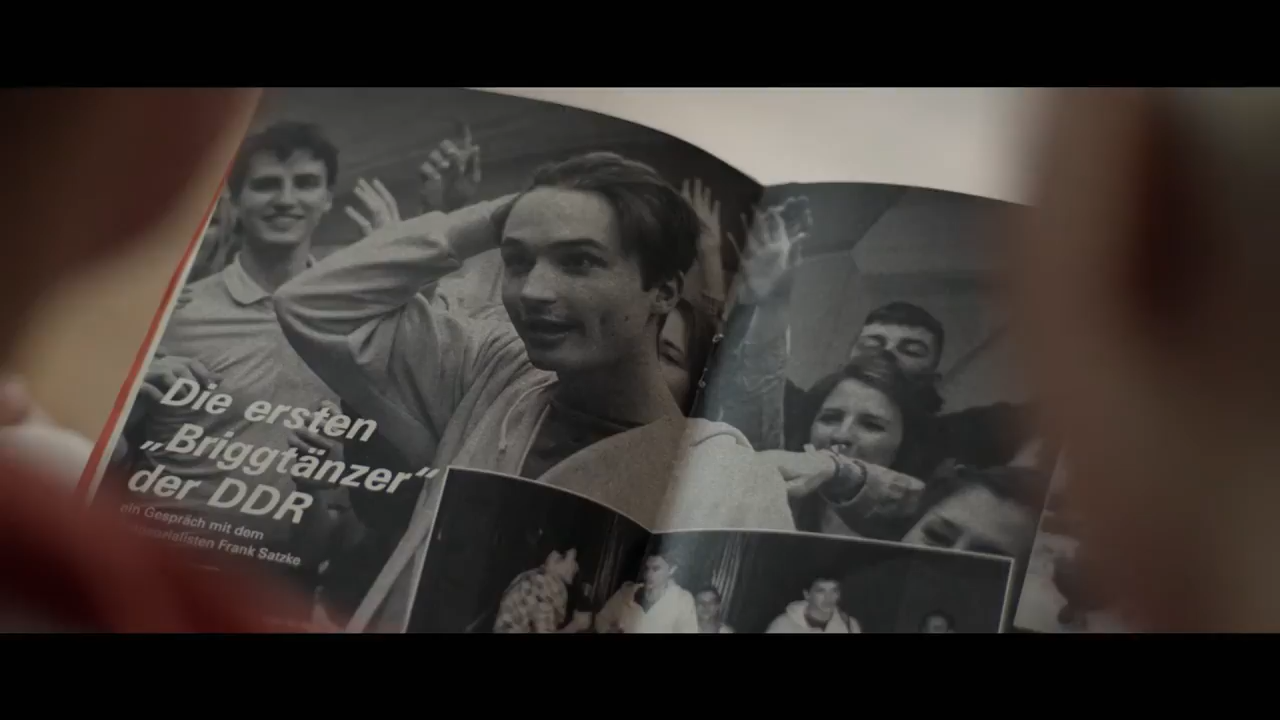 Die ersten
„Briggtänzer“
der DDR
ein Gespräch mit dem
Frank Satzke